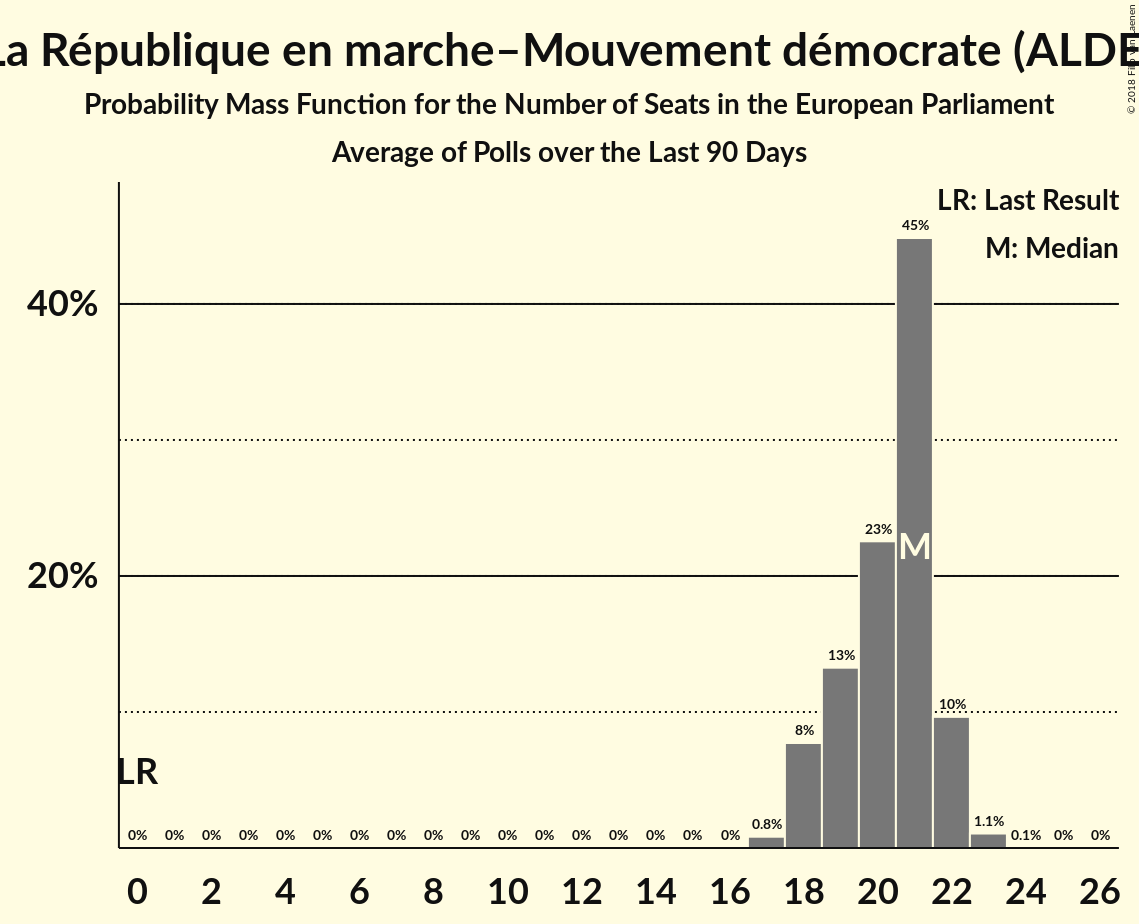 La République en marche–Mouvement démocrate (ALDE
© 2018 Filip van Laenen
Probability Mass Function for the Number of Seats in the European Parliament
Average of Polls over the Last 90 Days
LR: Last Result
M: Median
45%
40%
23%
M
20%
13%
10%
8%
LR
0% 0% 0% 0% 0% 0% 0% 0% 0% 0% 0% 0% 0% 0% 0% 0% 0% 0.8% 1.1% 0.1% 0% 0%
0 2 4 6 8 10 12 14 16 18 20 22 24 26